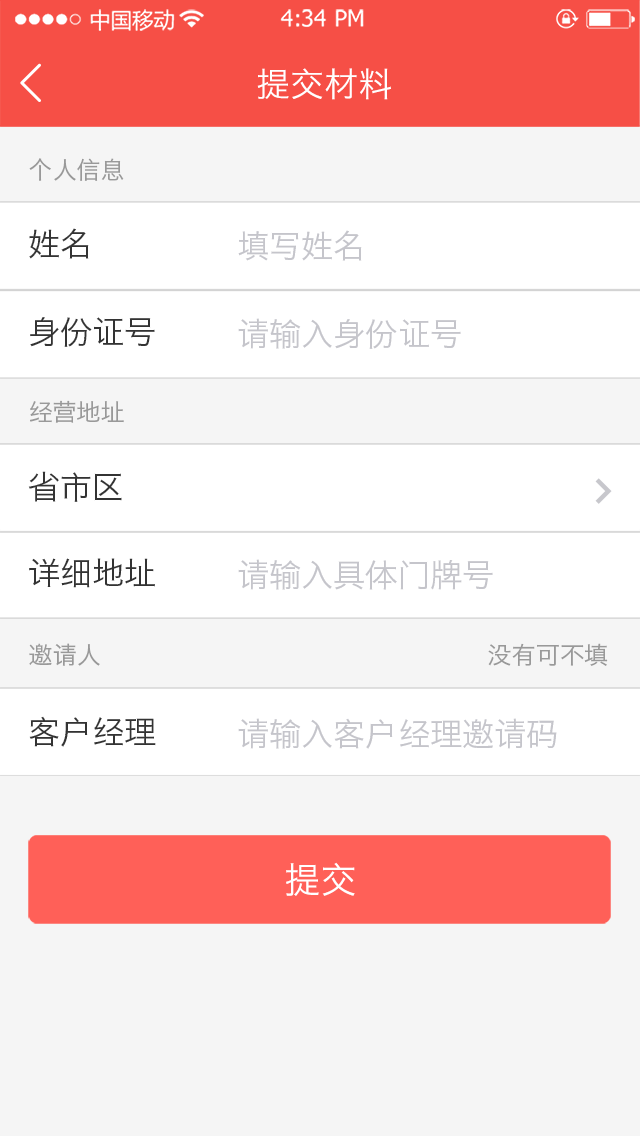 中国移动 4:34 PM
提交材料
个人信息
姓名 填写姓名
身份证号 请输入身份证号
经营地址
省市区
详细地址 请输入具体门牌号
邀请人 没有可不填
客户经理 请输入客户经理邀请码
提交